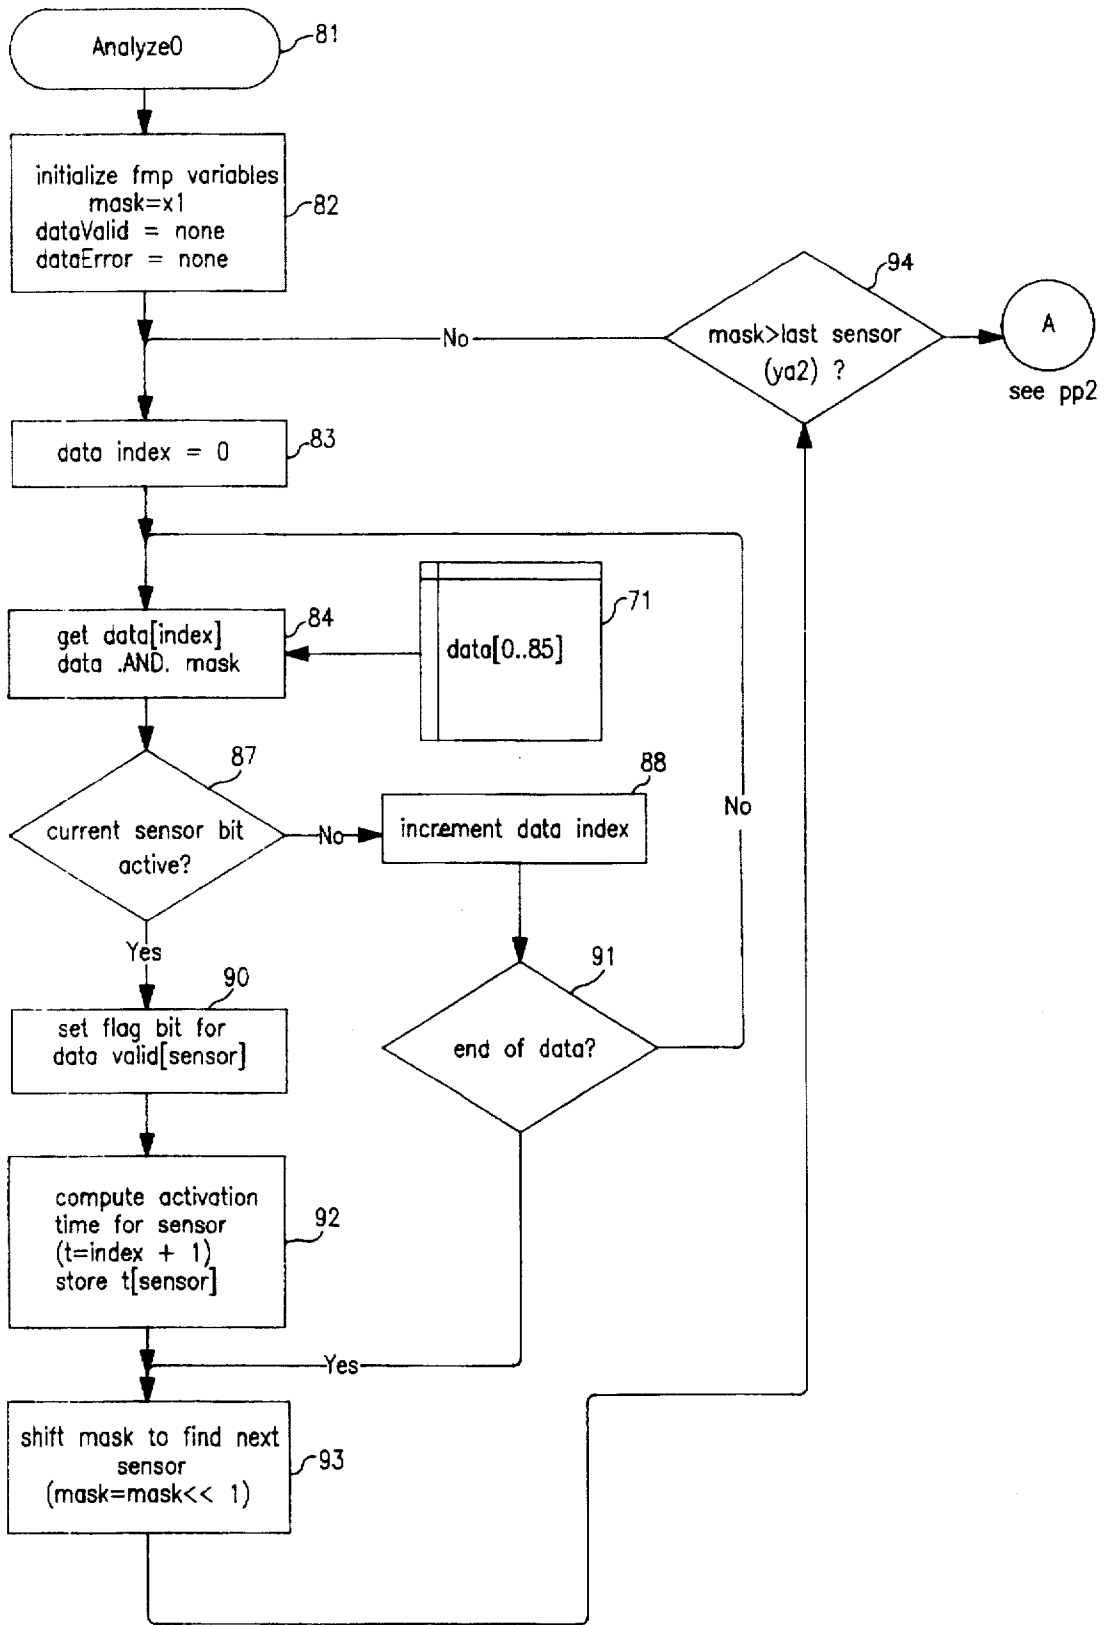 Analyze0
81
initialize fmp variables
mask=x1
dataValid = none
dataError = none
82
94
mask>last sensor
(ya2) ?
A
see pp2
No
data index = 0
83
71
data[0..85]
84
get data[index]
data .AND. mask
87
current sensor bit
active?
No
88
increment data index
No
Yes
90
set flag bit for
data valid[sensor]
91
end of data?
compute activation
time for sensor
(t=index + 1)
store t[sensor]
92
Yes
shift mask to find next
sensor
(mask=mask<< 1)
93